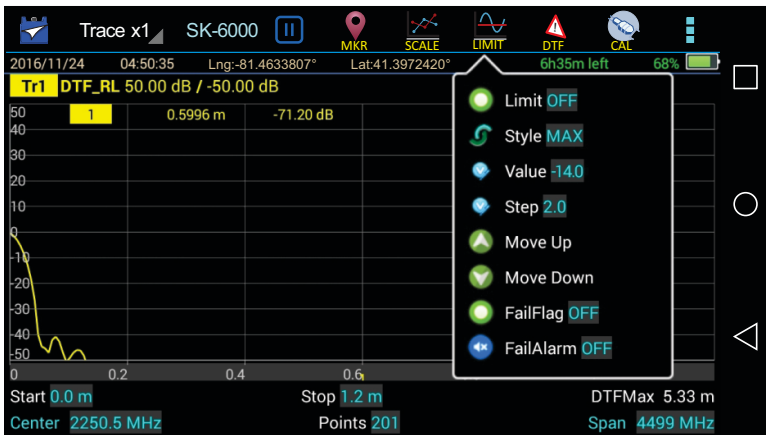 Trace x1 SK-6000
MKR SCALE LIMIT DTF CAL
2016/11/24 04:50:35 Lng:-81.4633807° Lat:41.3972420° 6h35m left 68%
Tr1 DTF_RL 50.00 dB / -50.00 dB
50 1 0.5996 m -71.20 dB
40
30
20
10
0
-10
-20
-30
-40
-50
0 0.2 0.4 0.6
Limit OFF
Style MAX
Value -14.0
Step 2.0
Move Up
Move Down
FailFlag OFF
FailAlarm OFF
Start 0.0 m Stop 1.2 m DTFMax 5.33 m
Center 2250.5 MHz Points 201 Span 4499 MHz